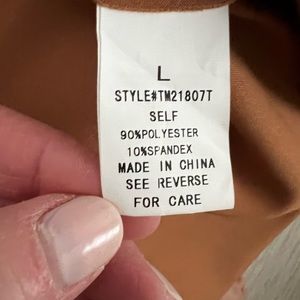 L
STYLE#TM21807T
SELF
90%POLYESTER
10%SPANDEX
MADE IN CHINA
SEE REVERSE
FOR CARE